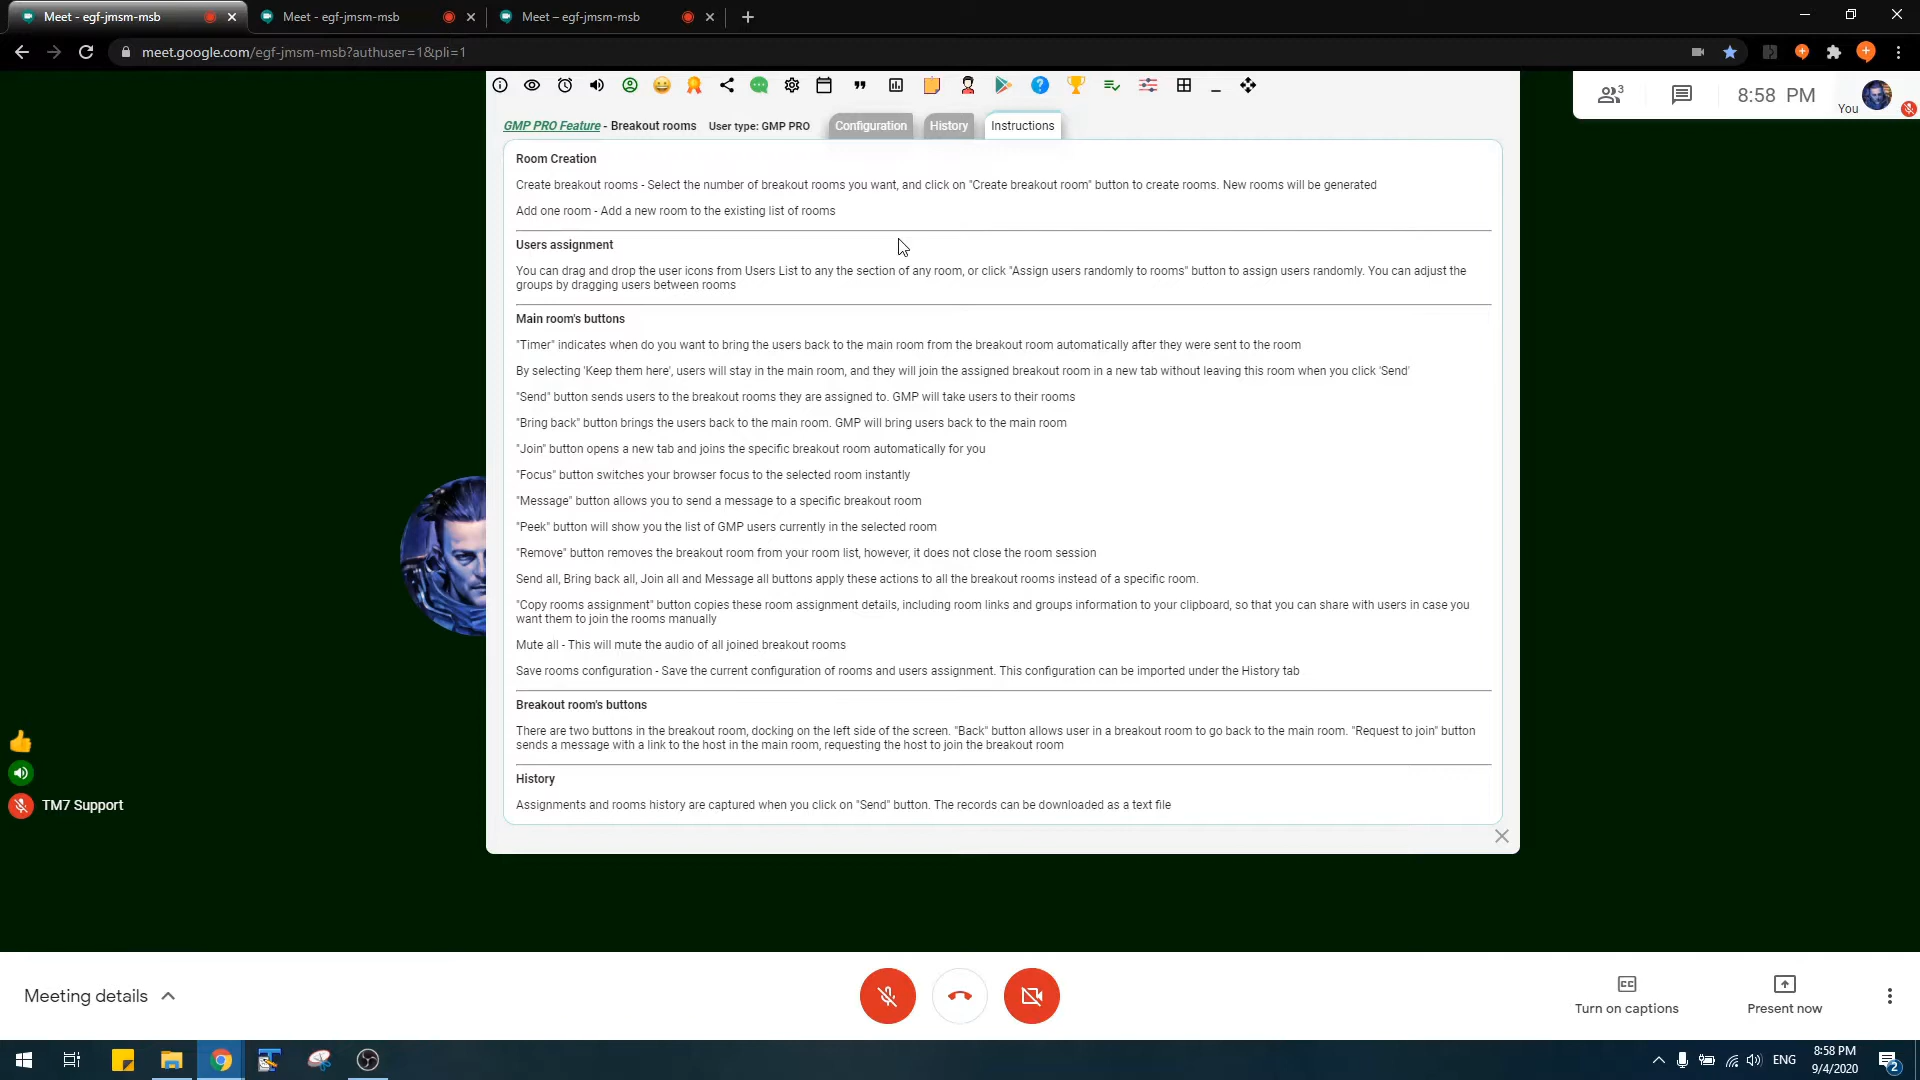 Meet - egf-jmsm-msb
Meet - egf-jmsm-msb
Meet – egf-jmsm-msb
meet.google.com/egf-jmsm-msb?authuser=1&pli=1
3
8:58 PM
You
GMP PRO Feature - Breakout rooms User type: GMP PRO
Configuration
History
Instructions
Room Creation
Create breakout rooms - Select the number of breakout rooms you want, and click on "Create breakout room" button to create rooms. New rooms will be generated
Add one room - Add a new room to the existing list of rooms
Users assignment
You can drag and drop the user icons from Users List to any the section of any room, or click "Assign users randomly to rooms" button to assign users randomly. You can adjust the
groups by dragging users between rooms
Main room's buttons
"Timer" indicates when do you want to bring the users back to the main room from the breakout room automatically after they were sent to the room
By selecting 'Keep them here', users will stay in the main room, and they will join the assigned breakout room in a new tab without leaving this room when you click 'Send'
"Send" button sends users to the breakout rooms they are assigned to. GMP will take users to their rooms
"Bring back" button brings the users back to the main room. GMP will bring users back to the main room
"Join" button opens a new tab and joins the specific breakout room automatically for you
"Focus" button switches your browser focus to the selected room instantly
"Message" button allows you to send a message to a specific breakout room
"Peek" button will show you the list of GMP users currently in the selected room
"Remove" button removes the breakout room from your room list, however, it does not close the room session
Send all, Bring back all, Join all and Message all buttons apply these actions to all the breakout rooms instead of a specific room.
"Copy rooms assignment" button copies these room assignment details, including room links and groups information to your clipboard, so that you can share with users in case you
want them to join the rooms manually
Mute all - This will mute the audio of all joined breakout rooms
Save rooms configuration - Save the current configuration of rooms and users assignment. This configuration can be imported under the History tab
Breakout room's buttons
There are two buttons in the breakout room, docking on the left side of the screen. "Back" button allows user in a breakout room to go back to the main room. "Request to join" button
sends a message with a link to the host in the main room, requesting the host to join the breakout room
History
Assignments and rooms history are captured when you click on "Send" button. The records can be downloaded as a text file
TM7 Support
Meeting details
Turn on captions
Present now
ENG
8:58 PM
9/4/2020
2